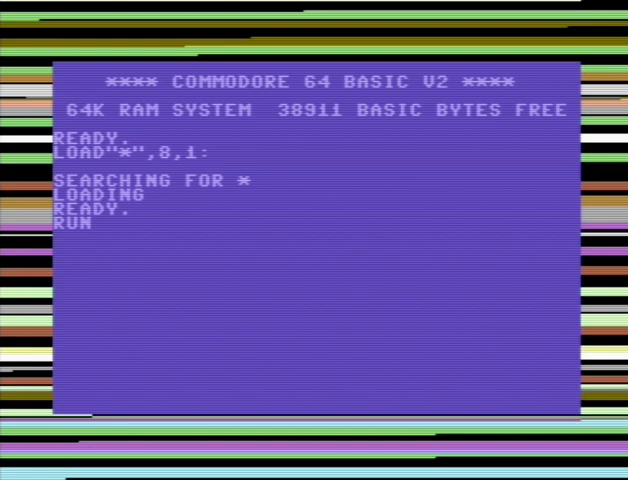 **** COMMODORE 64 BASIC V2 ****
64K RAM SYSTEM  38911 BASIC BYTES FREE
READY.
LOAD"*",8,1:
SEARCHING FOR *
LOADING
READY.
RUN